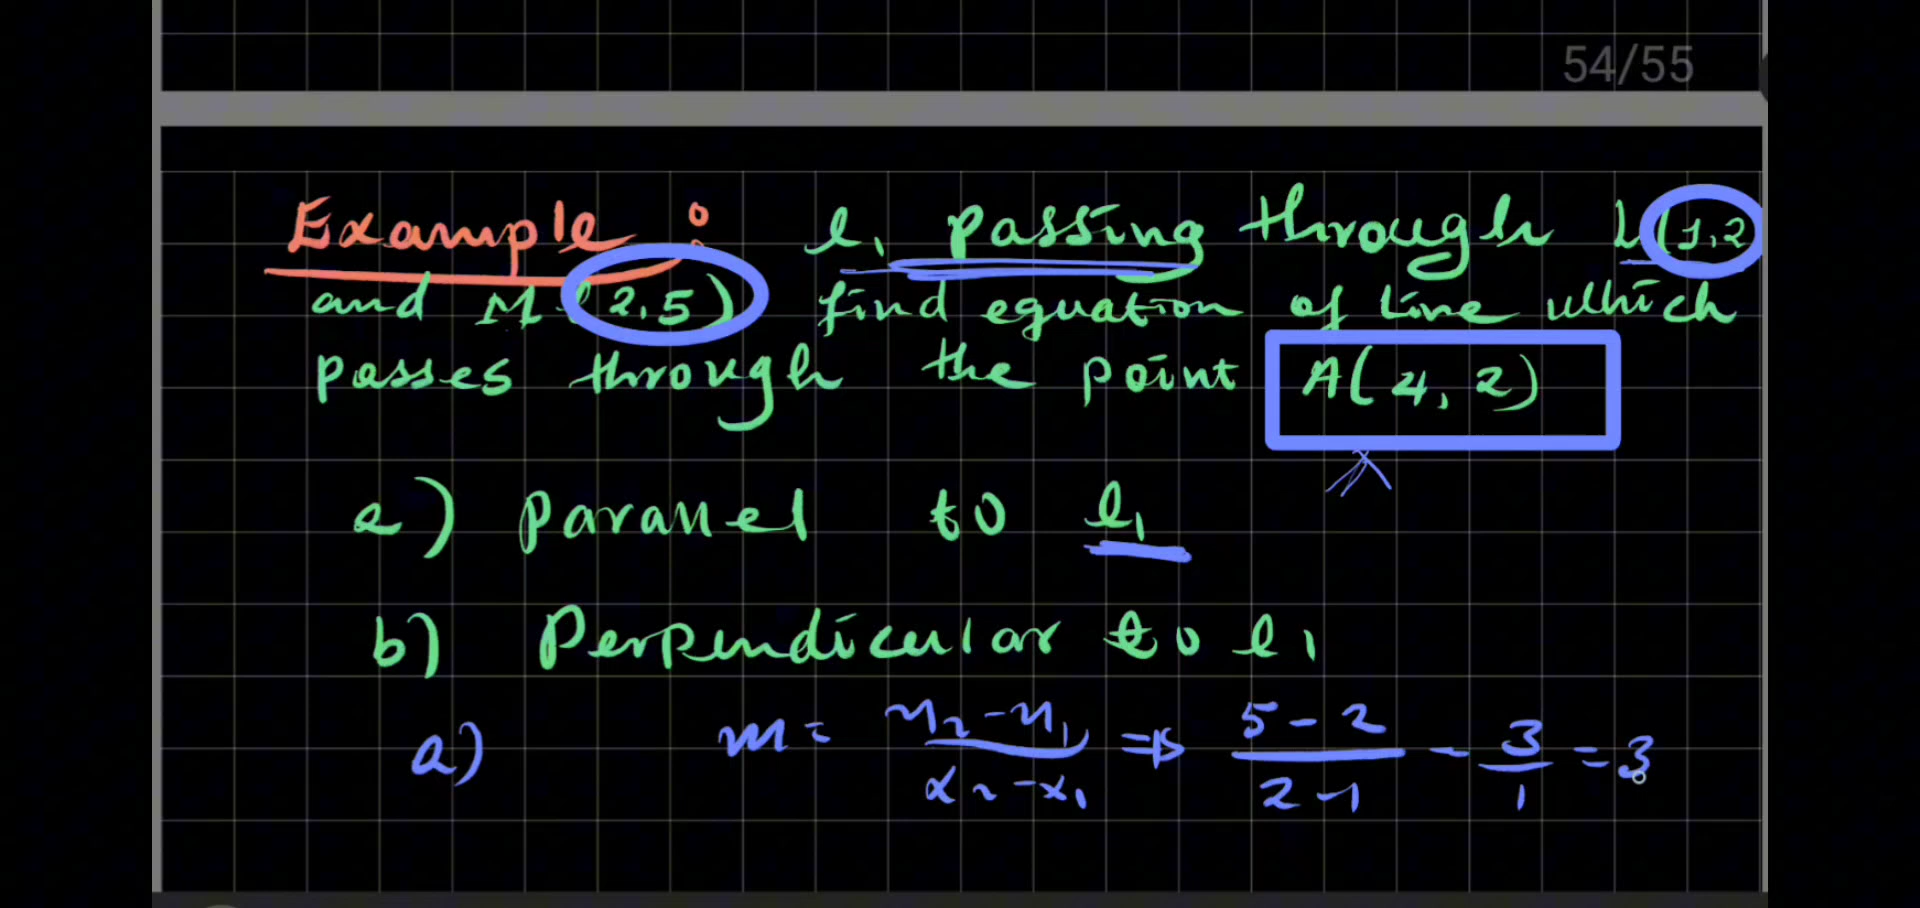 54/55
Example : l₁ passing through L(1,2
and M (2,5) find equation of line which
passes through the point A(4,2)
a) parallel to l₁
b) Perpendicular to l₁
a) m = y₂-y₁/x₂-x₁ ⇒ 5-2/2-1 - 3/1 = 3